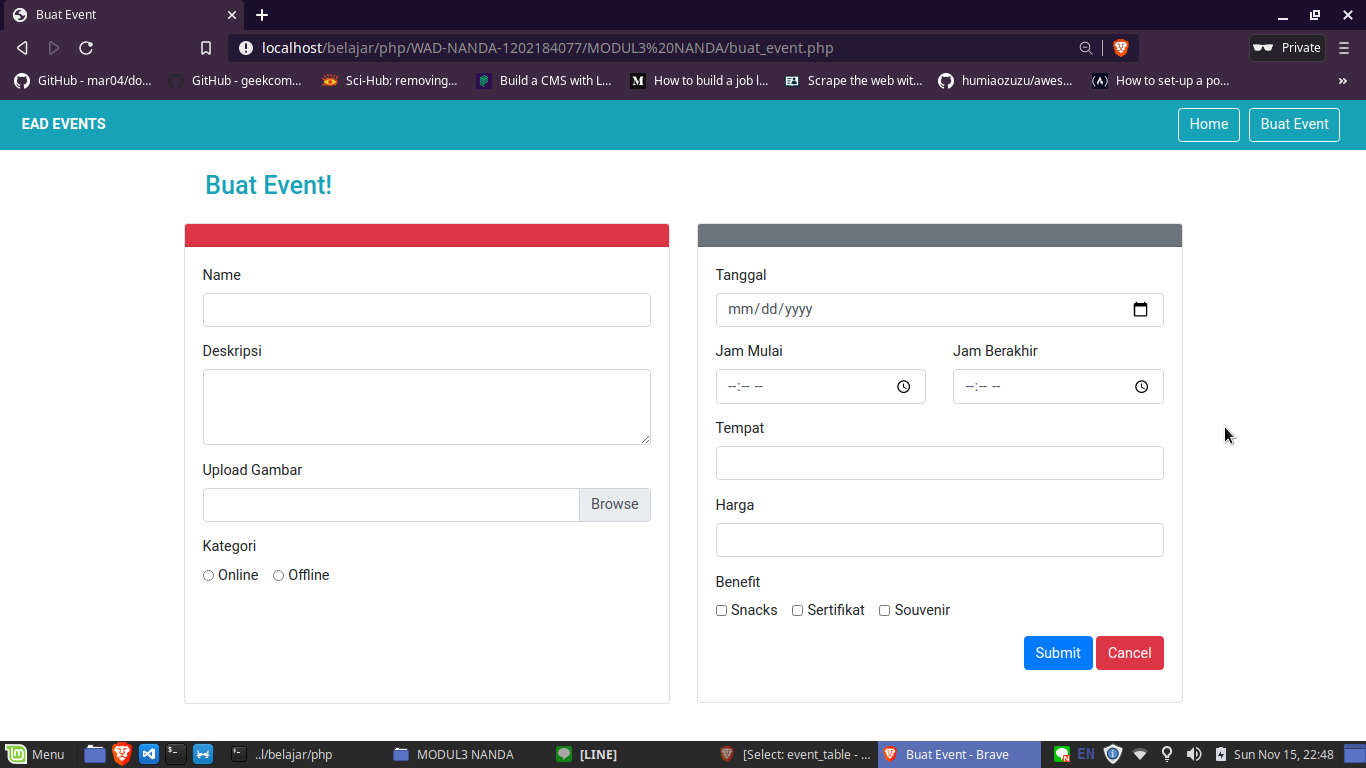 Buat Event
localhost/belajar/php/WAD-NANDA-1202184077/MODUL3%20NANDA/buat_event.php
Private
GitHub - mar04/do... GitHub - geekcom... Sci-Hub: removing... Build a CMS with L... How to build a job l... Scrape the web wit... humiaozuzu/awes... How to set-up a po... »
EAD EVENTS Home Buat Event
Buat Event!
Name
Deskripsi
Upload Gambar
Browse
Kategori
Online Offline
Tanggal
mm/dd/yyyy
Jam Mulai Jam Berakhir
--:-- -- --:-- --
Tempat
Harga
Benefit
Snacks Sertifikat Souvenir
Submit Cancel
Menu ..l/belajar/php MODUL3 NANDA [LINE] [Select: event_table - ... Buat Event - Brave EN Sun Nov 15, 22:48